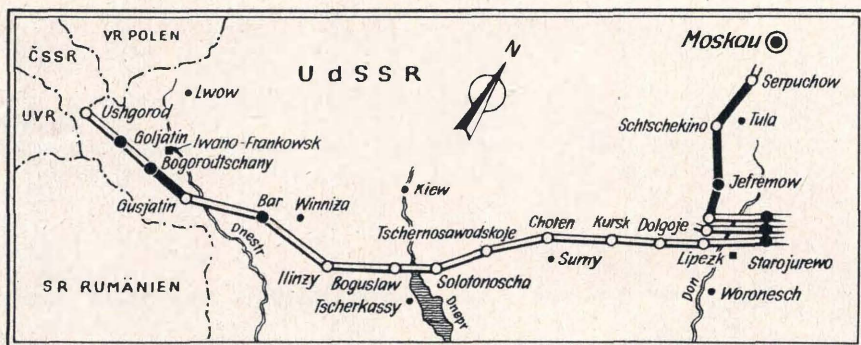 VR POLEN
ČSSR
UVR
SR RUMÄNIEN
UdSSR
N
Moskau
Serpuchow
Schtschekino
Tula
Jefremow
Lwow
Ushgorod
Goljatin
Iwano-Frankowsk
Bogorodtschany
Gusjatin
Dnestr
Bar
Winniza
Ilinzy
Boguslaw
Tscherkassy
Kiew
Tschernosawodskoje
Solotonoscha
Dnepr
Choten
Sumy
Kursk
Dolgoje
Lipezk
Starojurewo
Don
Woronesch